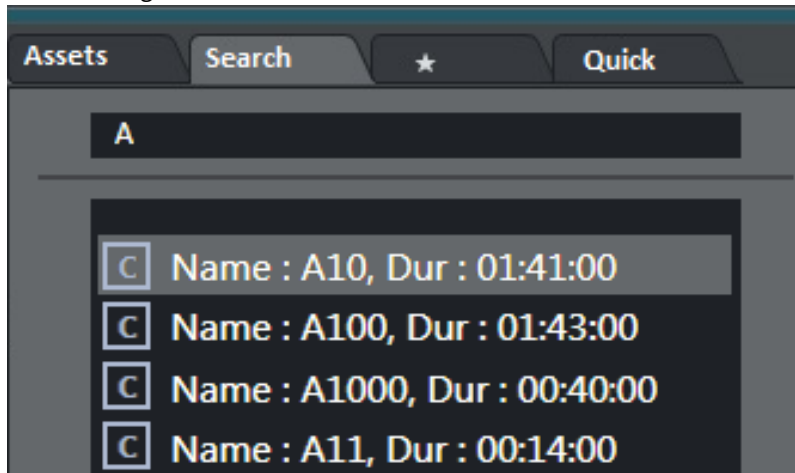 Assets Search ★ Quick
A
C Name : A10, Dur : 01:41:00
C Name : A100, Dur : 01:43:00
C Name : A1000, Dur : 00:40:00
C Name : A11, Dur : 00:14:00